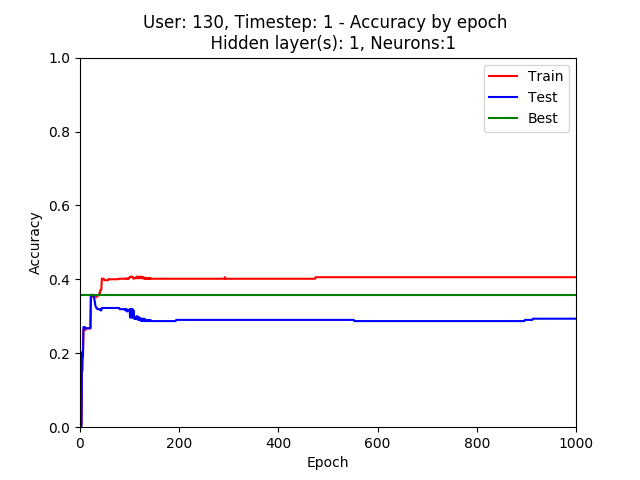 User: 130, Timestep: 1 - Accuracy by epoch
Hidden layer(s): 1, Neurons:1
Train
Test
Best
1.0
0.8
0.6
0.4
0.2
0.0
Accuracy
0
200
400
600
800
1000
Epoch